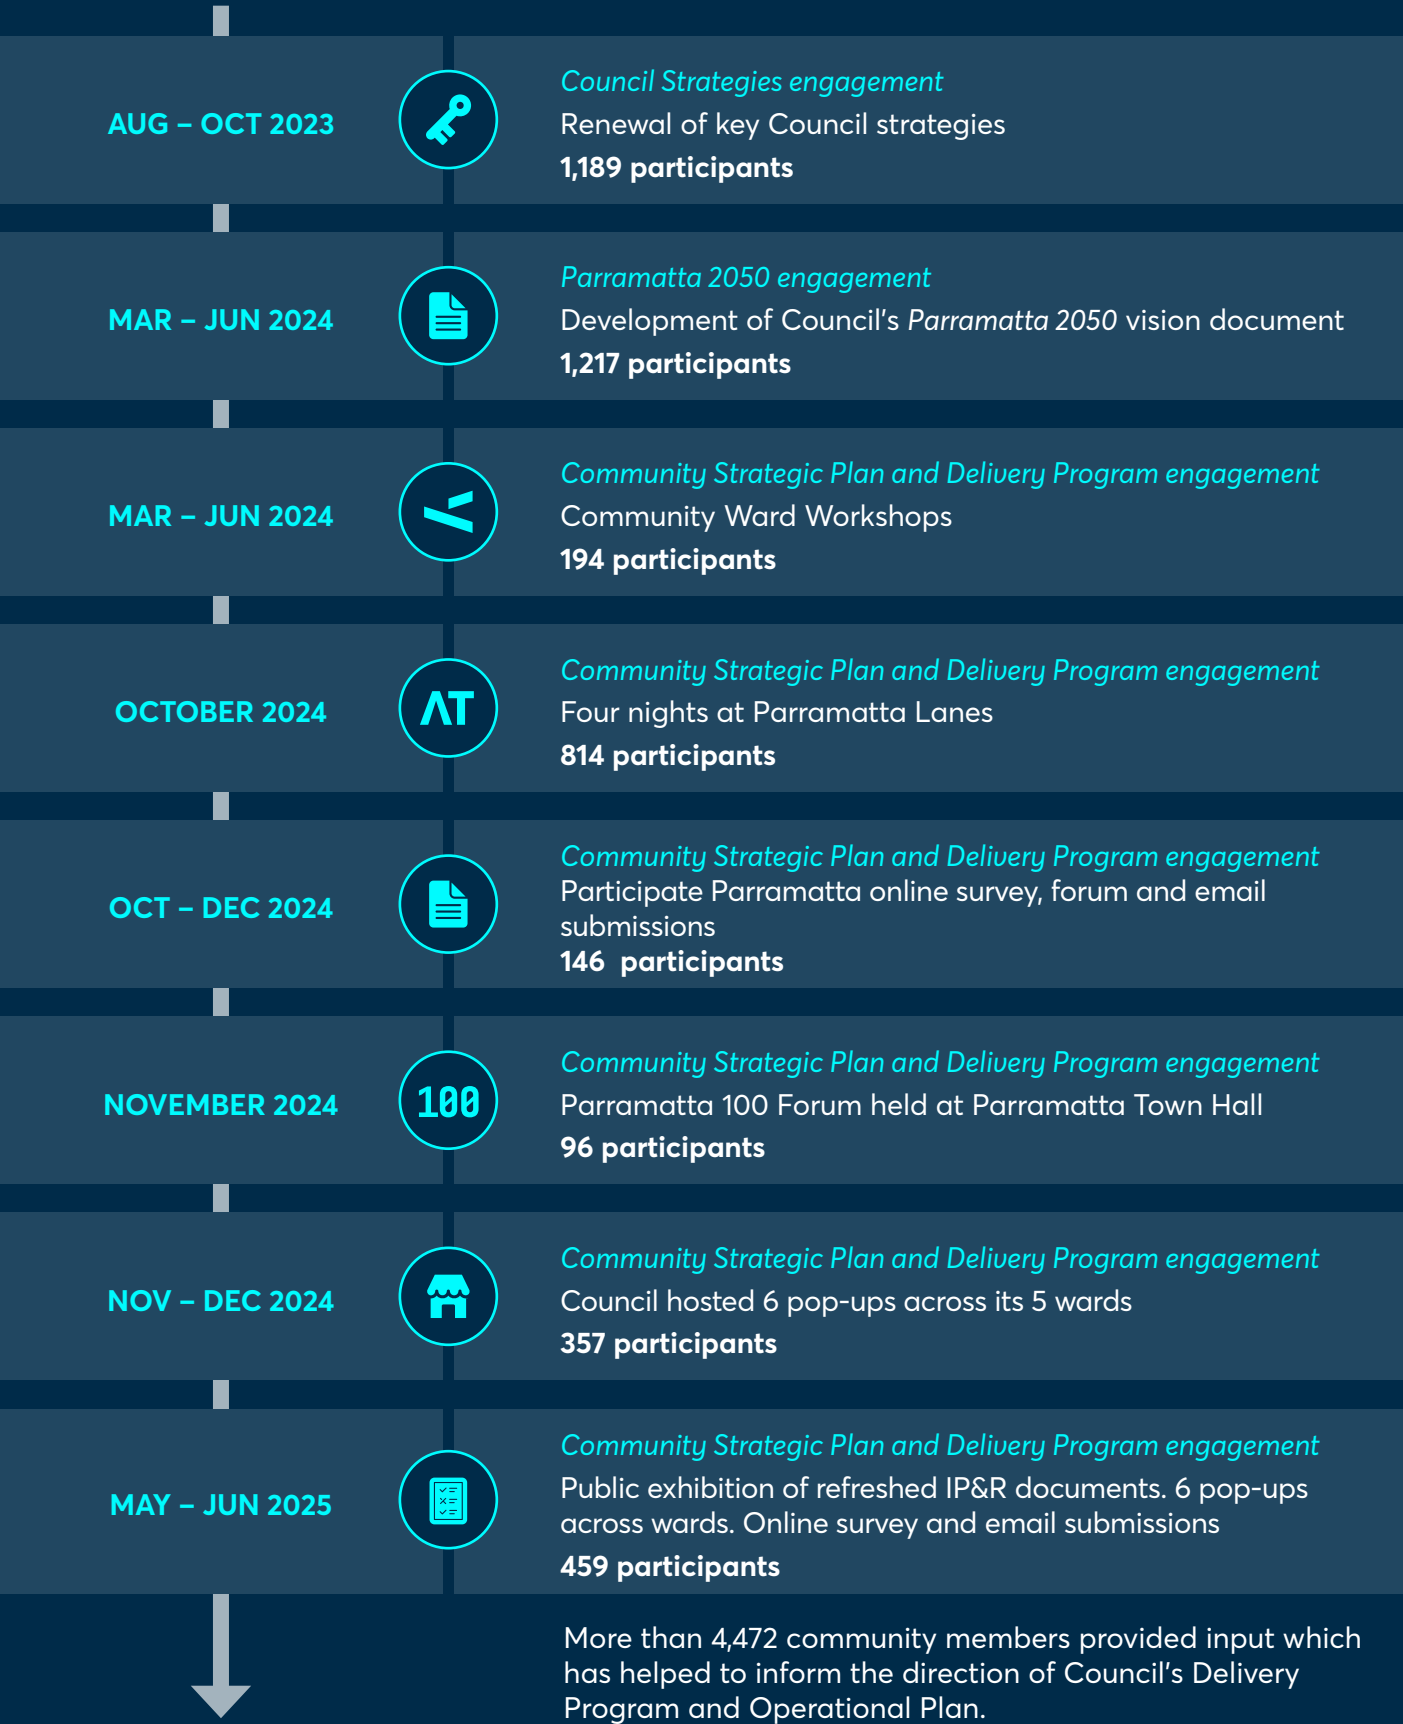 AUG – OCT 2023
Council Strategies engagement
Renewal of key Council strategies
1,189 participants
MAR – JUN 2024
Parramatta 2050 engagement
Development of Council's Parramatta 2050 vision document
1,217 participants
MAR – JUN 2024
Community Strategic Plan and Delivery Program engagement
Community Ward Workshops
194 participants
OCTOBER 2024
AT
Community Strategic Plan and Delivery Program engagement
Four nights at Parramatta Lanes
814 participants
OCT – DEC 2024
Community Strategic Plan and Delivery Program engagement
Participate Parramatta online survey, forum and email
submissions
146 participants
NOVEMBER 2024
100
Community Strategic Plan and Delivery Program engagement
Parramatta 100 Forum held at Parramatta Town Hall
96 participants
NOV – DEC 2024
Community Strategic Plan and Delivery Program engagement
Council hosted 6 pop-ups across its 5 wards
357 participants
MAY – JUN 2025
Community Strategic Plan and Delivery Program engagement
Public exhibition of refreshed IP&R documents. 6 pop-ups
across wards. Online survey and email submissions
459 participants
More than 4,472 community members provided input which
has helped to inform the direction of Council's Delivery
Program and Operational Plan.